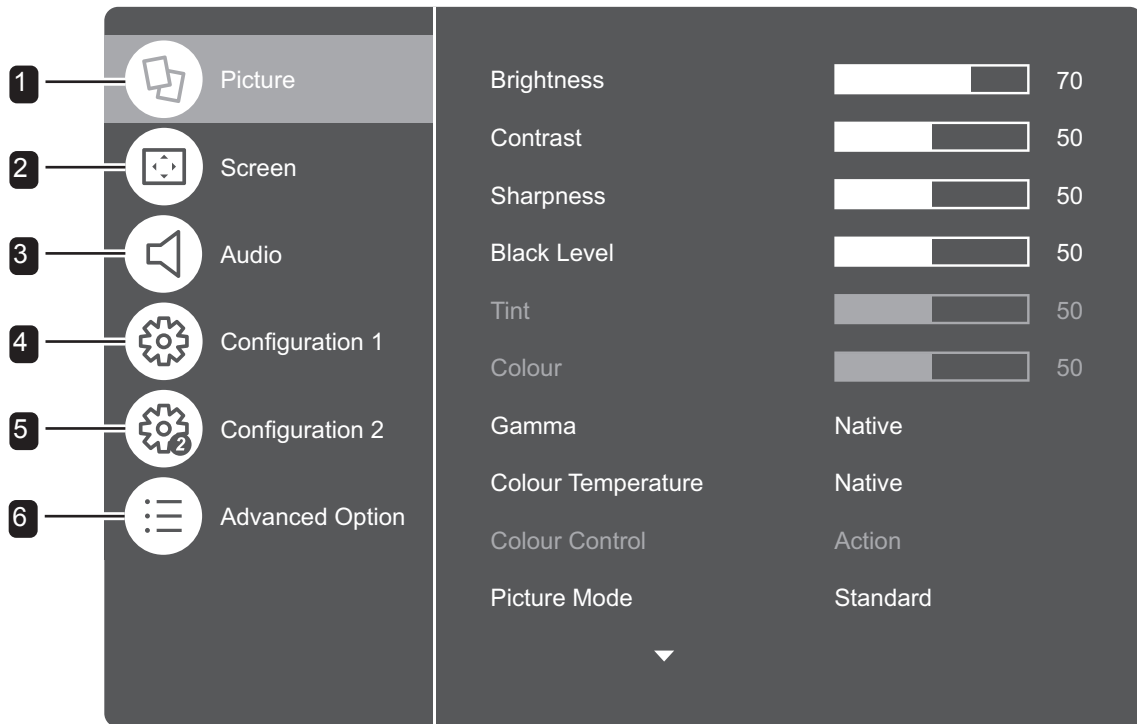 1 Picture
2 Screen
3 Audio
4 Configuration 1
5 Configuration 2
6 Advanced Option
Brightness 70
Contrast 50
Sharpness 50
Black Level 50
Tint 50
Colour 50
Gamma Native
Colour Temperature Native
Colour Control Action
Picture Mode Standard